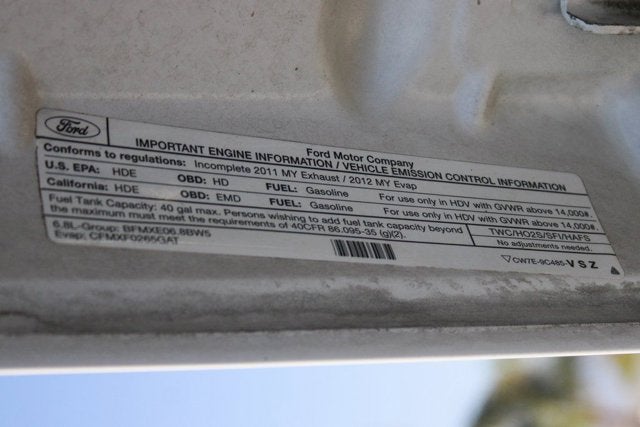 Ford
Ford Motor Company
IMPORTANT ENGINE INFORMATION / VEHICLE EMISSION CONTROL INFORMATION
Conforms to regulations: Incomplete 2011 MY Exhaust / 2012 MY Evap
U.S. EPA: HDE OBD: HD FUEL: Gasoline For use only in HDV with GVWR above 14,000#.
California: HDE OBD: EMD FUEL: Gasoline For use only in HDV with GVWR above 14,000#.
Fuel Tank Capacity: 40 gal max. Persons wishing to add fuel tank capacity beyond
the maximum must meet the requirements of 40CFR 86.095-35 (g)(2).
TWC/HO2S/SFI/HAFS
6.8L-Group: BFMXE06.8BW5
No adjustments needed.
Evap: CFMXF0265GAT
CW7E-9C485-VSZ